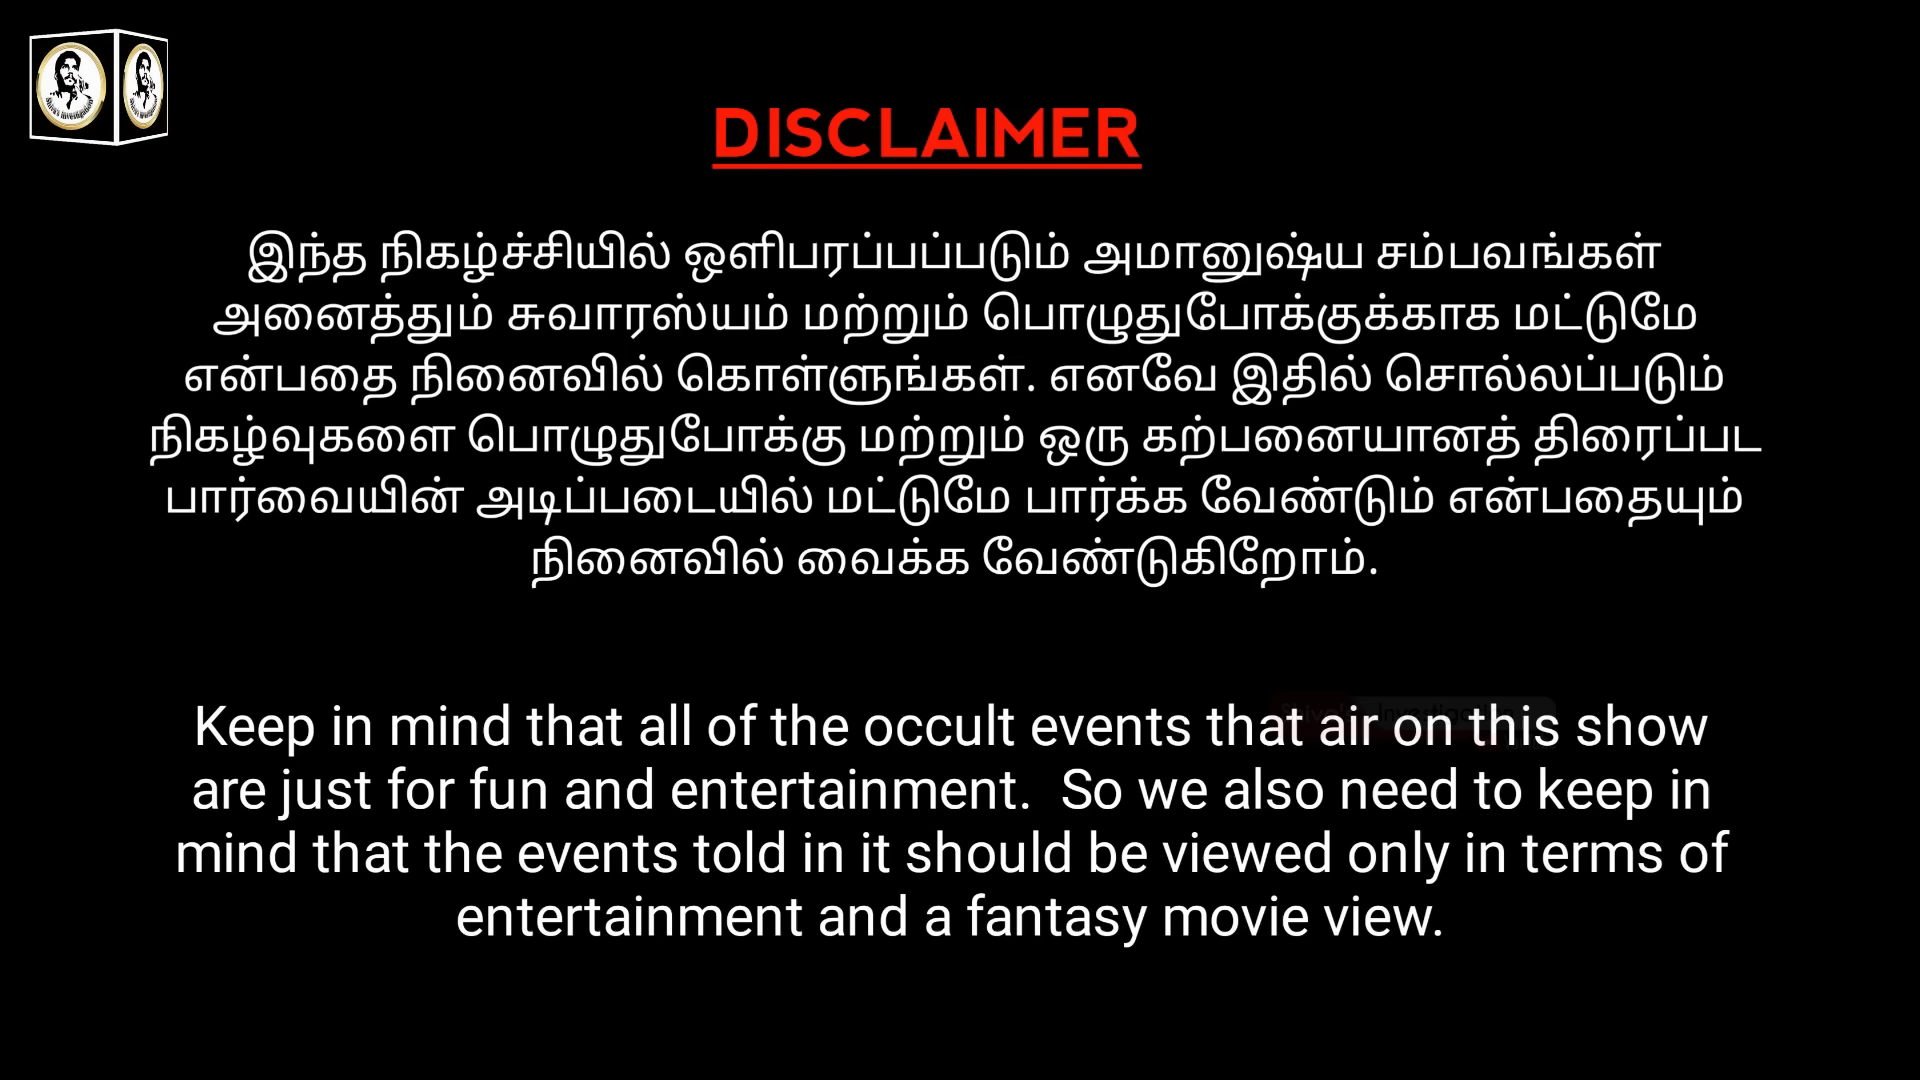 DISCLAIMER
இந்த நிகழ்ச்சியில் ஒளிபரப்பப்படும் அமானுஷ்ய சம்பவங்கள்
அனைத்தும் சுவாரஸ்யம் மற்றும் பொழுதுபோக்குக்காக மட்டுமே
என்பதை நினைவில் கொள்ளுங்கள். எனவே இதில் சொல்லப்படும்
நிகழ்வுகளை பொழுதுபோக்கு மற்றும் ஒரு கற்பனையானத் திரைப்பட
பார்வையின் அடிப்படையில் மட்டுமே பார்க்க வேண்டும் என்பதையும்
நினைவில் வைக்க வேண்டுகிறோம்.
Keep in mind that all of the occult events that air on this show
are just for fun and entertainment.  So we also need to keep in
mind that the events told in it should be viewed only in terms of
entertainment and a fantasy movie view.